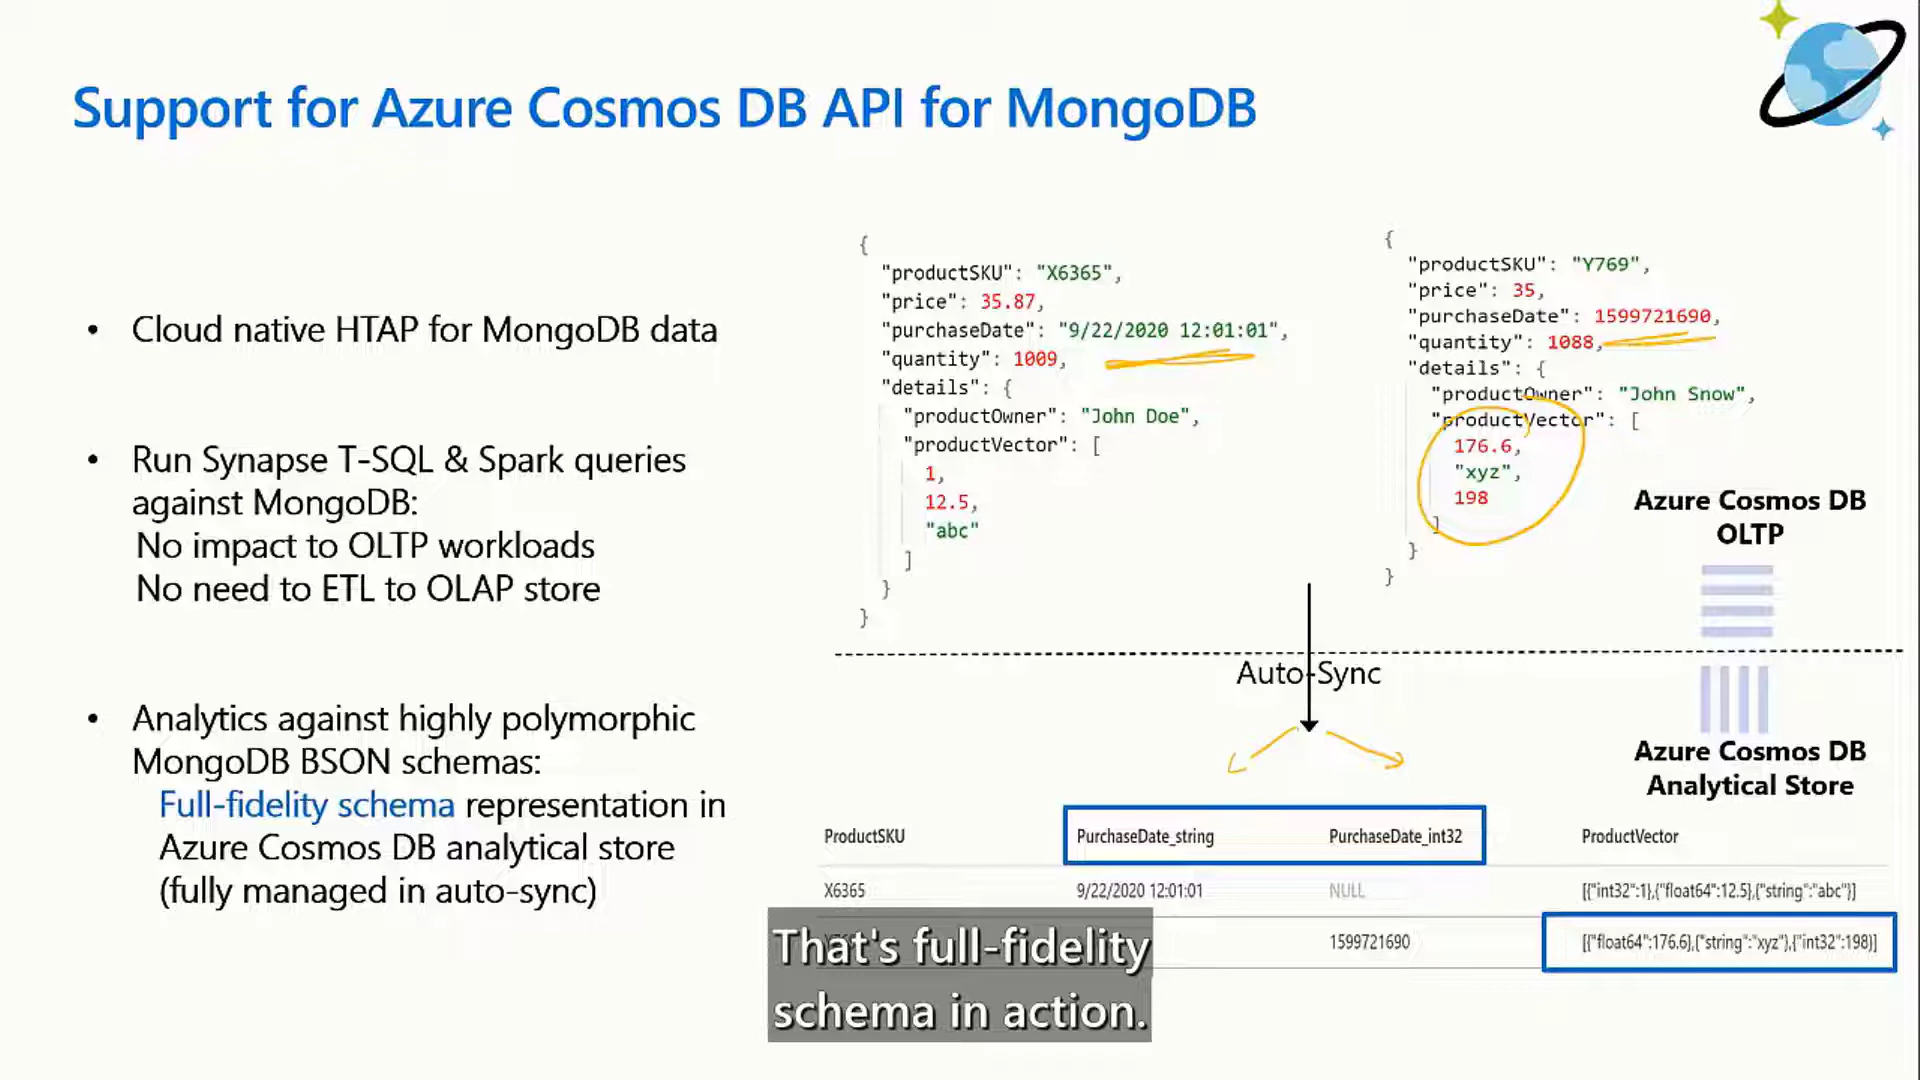 Support for Azure Cosmos DB API for MongoDB
• Cloud native HTAP for MongoDB data
• Run Synapse T-SQL & Spark queries
against MongoDB:
No impact to OLTP workloads
No need to ETL to OLAP store
• Analytics against highly polymorphic
MongoDB BSON schemas:
Full-fidelity schema representation in
Azure Cosmos DB analytical store
(fully managed in auto-sync)
{
"productSKU": "X6365",
"price": 35.87,
"purchaseDate": "9/22/2020 12:01:01",
"quantity": 1009,
"details": {
"productOwner": "John Doe",
"productVector": [
1,
12.5,
"abc"
]
}
}
{
"productSKU": "Y769",
"price": 35,
"purchaseDate": 1599721690,
"quantity": 1088,
"details": {
"productOwner": "John Snow",
"productVector": [
176.6,
"xyz",
198
]
}
}
Azure Cosmos DB
OLTP
Auto-Sync
Azure Cosmos DB
Analytical Store
ProductSKU PurchaseDate_string PurchaseDate_int32 ProductVector
X6365 9/22/2020 12:01:01 NULL [{"int32":1},{"float64":12.5},{"string":"abc"}]
1599721690 [{"float64":176.6},{"string":"xyz"},{"int32":198}]
That's full-fidelity
schema in action.